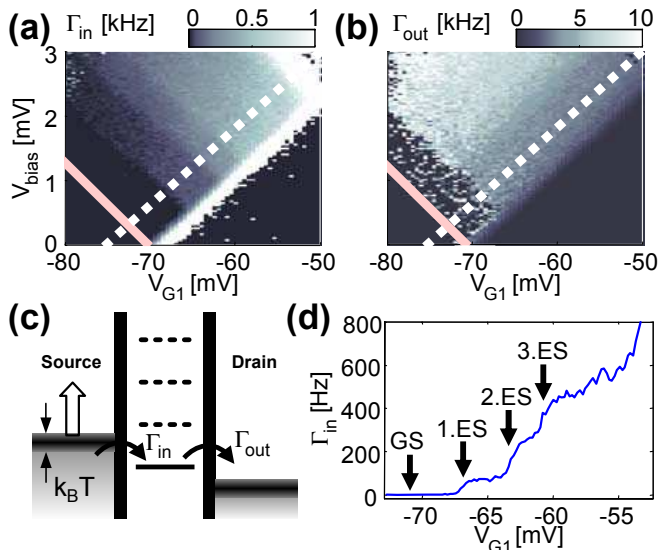 (a) Γin [kHz] 0 0.5 1
(b) Γout [kHz] 0 5 10
Vbias [mV]
3
2
1
0
-80 -70 -60 -50
VG1 [mV]
-80 -70 -60 -50
VG1 [mV]
(c)
Source
Drain
Γin
Γout
kBT
(d)
Γin [Hz]
800
600
400
200
0
GS
1.ES
2.ES
3.ES
-70 -65 -60 -55
VG1 [mV]